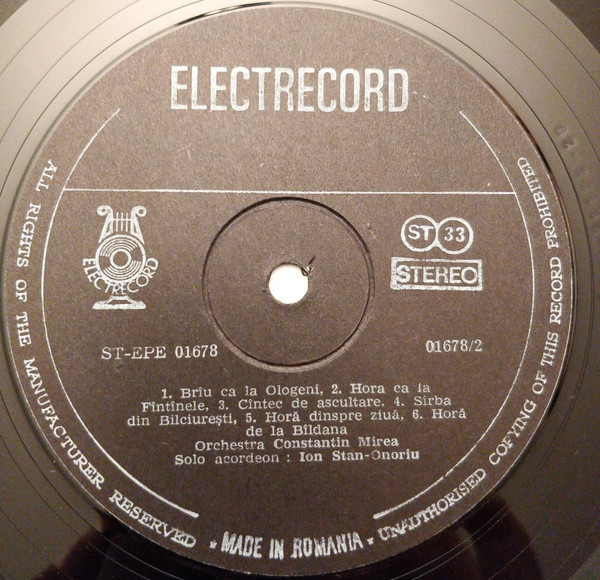 ELECTRECORD
ELECTRECORD
ST 33
STEREO
ST-EPE 01678
01678/2
1. Brîu ca la Ologeni, 2. Hora ca la
Fîntînele, 3. Cîntec de ascultare. 4. Sîrba
din Bilciurești, 5. Horă dinspre ziuă, 6. Horă
de la Bîldana
Orchestra Constantin Mirea
Solo acordeon : Ion Stan-Onoriu
ALL RIGHTS OF THE MANUFACTURER RESERVED
★ MADE IN ROMANIA ★
UNAUTHORISED COPYING OF THIS RECORD PROHIBITED